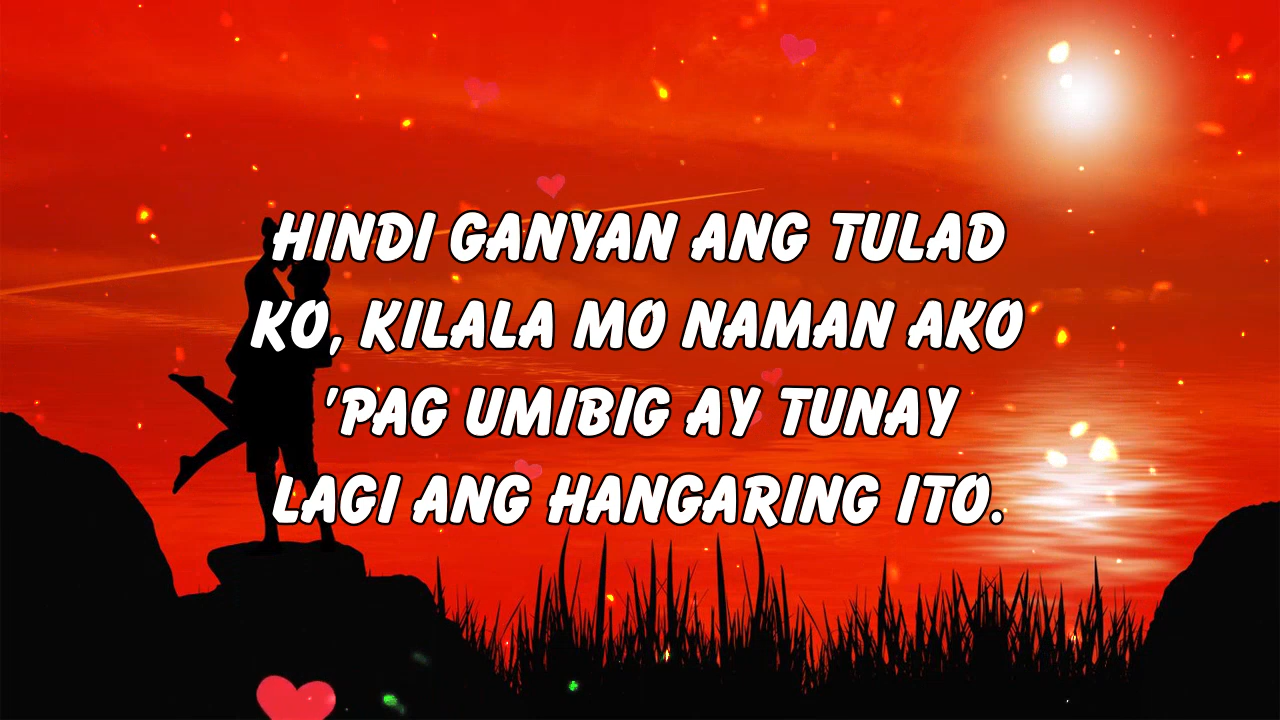 HINDI GANYAN ANG TULAD
KO, KILALA MO NAMAN AKO
'PAG UMIBIG AY TUNAY
LAGI ANG HANGARING ITO.